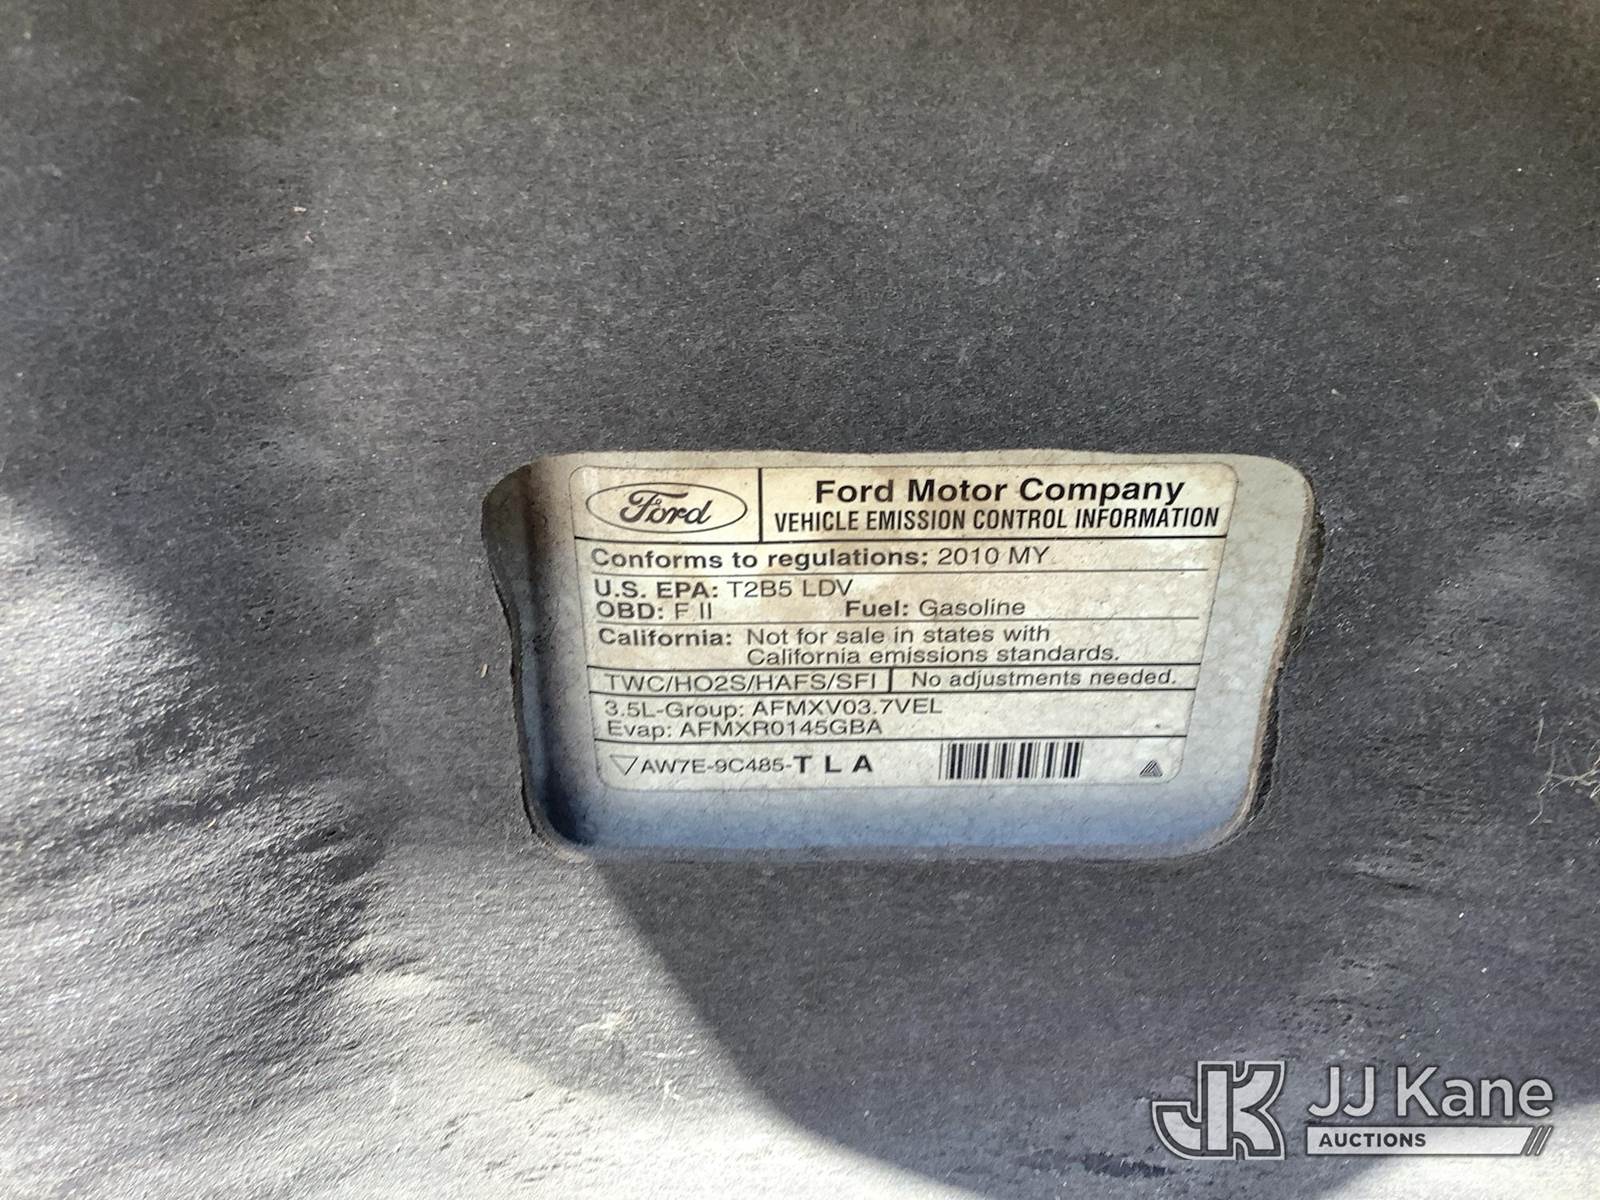 Ford
Ford Motor Company
VEHICLE EMISSION CONTROL INFORMATION
Conforms to regulations: 2010 MY
U.S. EPA: T2B5 LDV
OBD: F II Fuel: Gasoline
California: Not for sale in states with
California emissions standards.
TWC/HO2S/HAFS/SFI No adjustments needed.
3.5L-Group: AFMXV03.7VEL
Evap: AFMXR0145GBA
AW7E-9C485-T L A
JK JJ Kane
AUCTIONS